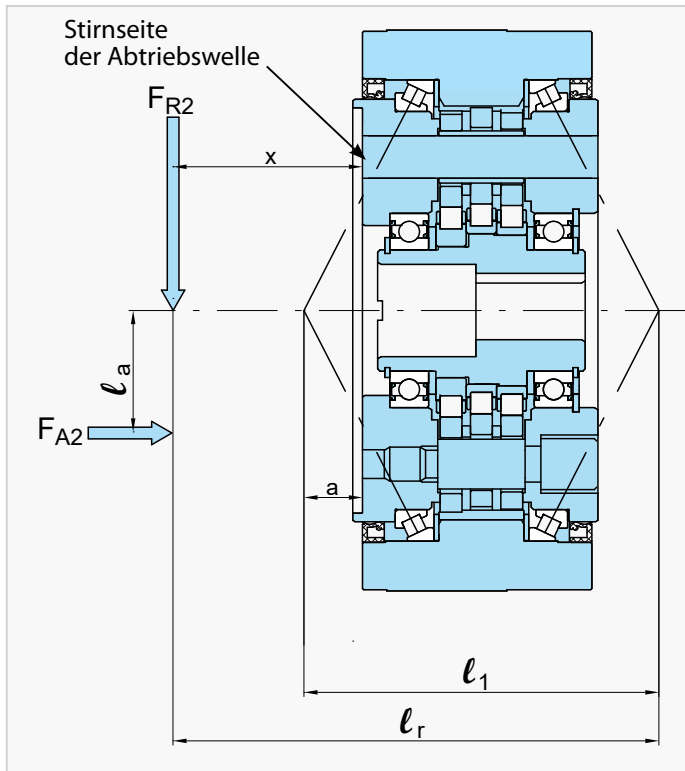 Stirnseite
der Abtriebswelle
F_R2
x
ℓ_a
F_A2
a
ℓ_1
ℓ_r